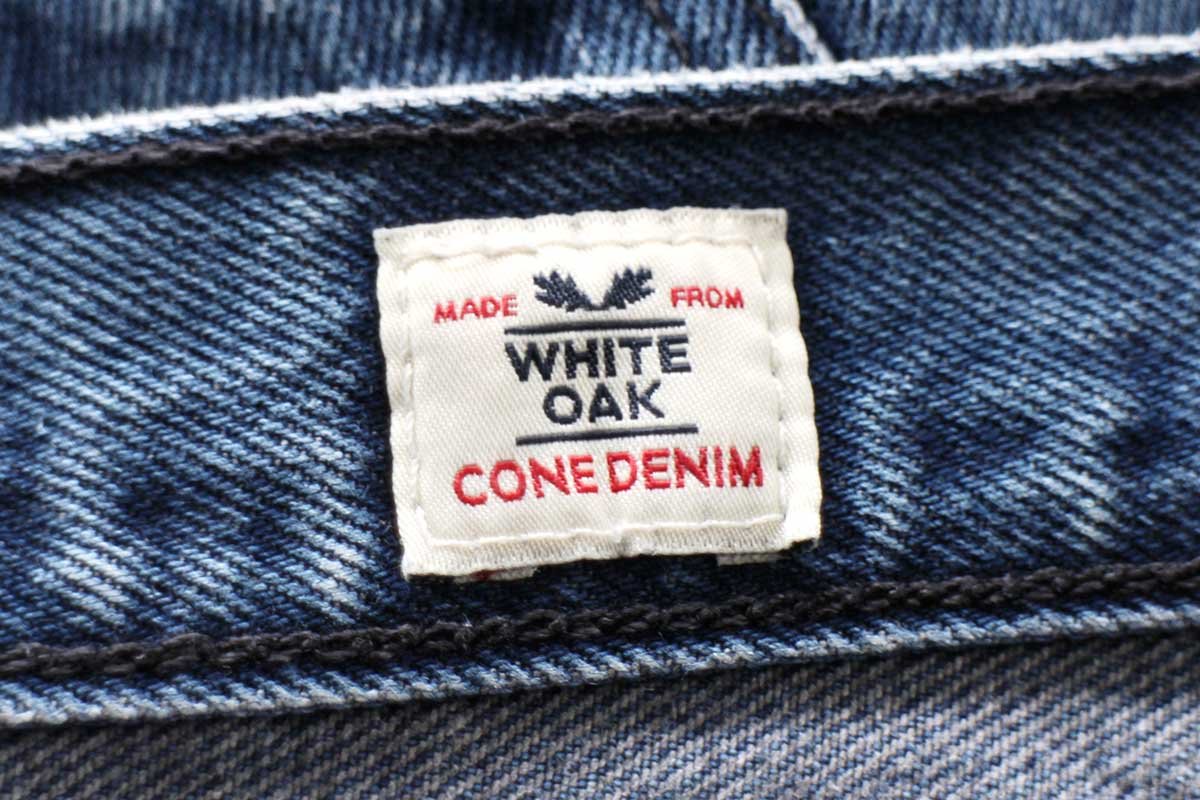 MADE FROM
WHITE
OAK
CONE DENIM